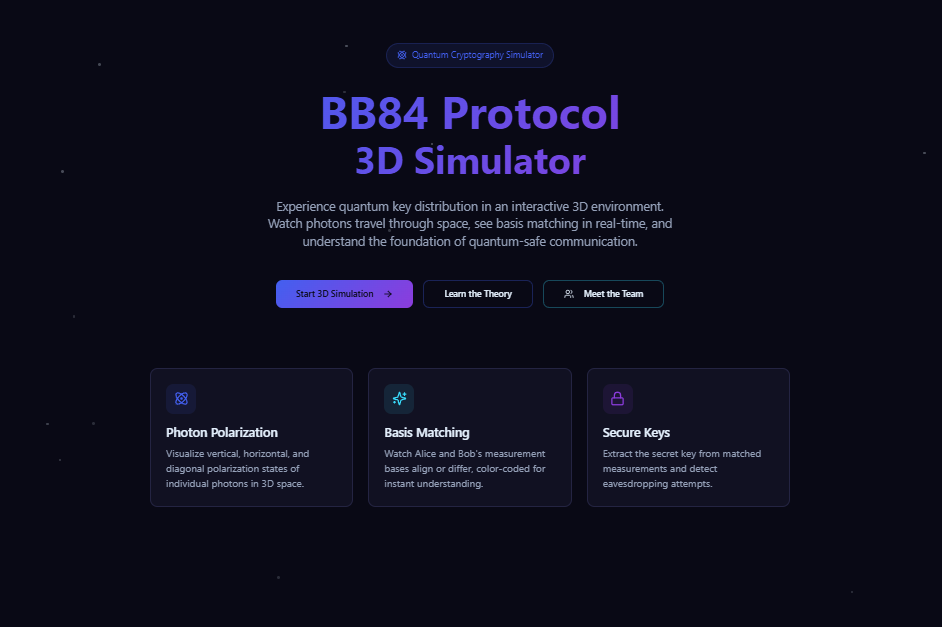 Quantum Cryptography Simulator
BB84 Protocol
3D Simulator
Experience quantum key distribution in an interactive 3D environment.
Watch photons travel through space, see basis matching in real-time, and
understand the foundation of quantum-safe communication.
Start 3D Simulation
Learn the Theory
Meet the Team
Photon Polarization
Visualize vertical, horizontal, and
diagonal polarization states of
individual photons in 3D space.
Basis Matching
Watch Alice and Bob's measurement
bases align or differ, color-coded for
instant understanding.
Secure Keys
Extract the secret key from matched
measurements and detect
eavesdropping attempts.